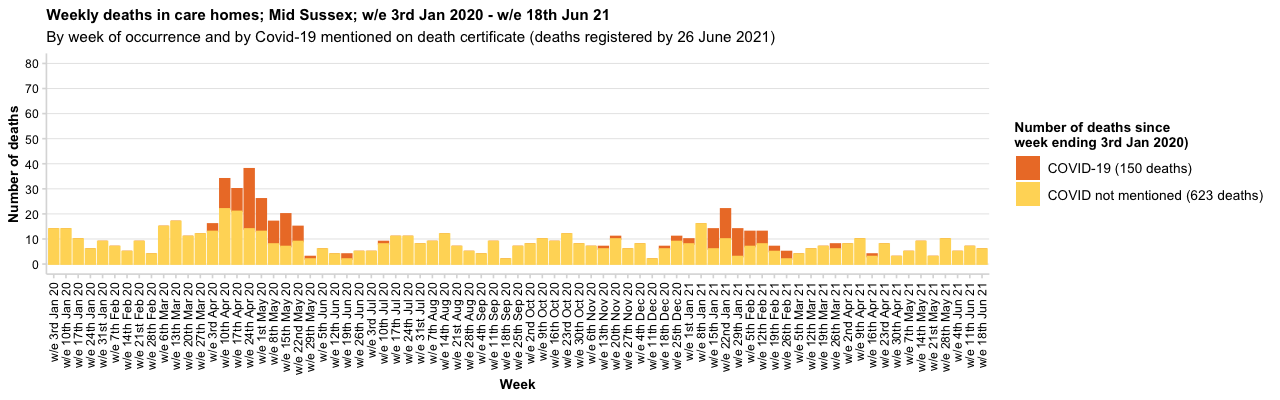 Weekly deaths in care homes; Mid Sussex; w/e 3rd Jan 2020 - w/e 18th Jun 21
By week of occurrence and by Covid-19 mentioned on death certificate (deaths registered by 26 June 2021)
80
70
60
50
40
30
20
10
0
Number of deaths
w/e 3rd Jan 20
w/e 10th Jan 20
w/e 17th Jan 20
w/e 24th Jan 20
w/e 31st Jan 20
w/e 7th Feb 20
w/e 14th Feb 20
w/e 21st Feb 20
w/e 28th Feb 20
w/e 6th Mar 20
w/e 13th Mar 20
w/e 20th Mar 20
w/e 27th Mar 20
w/e 3rd Apr 20
w/e 10th Apr 20
w/e 17th Apr 20
w/e 24th Apr 20
w/e 1st May 20
w/e 8th May 20
w/e 15th May 20
w/e 22nd May 20
w/e 29th May 20
w/e 5th Jun 20
w/e 12th Jun 20
w/e 19th Jun 20
w/e 26th Jun 20
w/e 3rd Jul 20
w/e 10th Jul 20
w/e 17th Jul 20
w/e 24th Jul 20
w/e 31st Jul 20
w/e 7th Aug 20
w/e 14th Aug 20
w/e 21st Aug 20
w/e 28th Aug 20
w/e 4th Sep 20
w/e 11th Sep 20
w/e 18th Sep 20
w/e 25th Sep 20
w/e 2nd Oct 20
w/e 9th Oct 20
w/e 16th Oct 20
w/e 23rd Oct 20
w/e 30th Oct 20
w/e 6th Nov 20
w/e 13th Nov 20
w/e 20th Nov 20
w/e 27th Nov 20
w/e 4th Dec 20
w/e 11th Dec 20
w/e 18th Dec 20
w/e 25th Dec 20
w/e 1st Jan 21
w/e 8th Jan 21
w/e 15th Jan 21
w/e 22nd Jan 21
w/e 29th Jan 21
w/e 5th Feb 21
w/e 12th Feb 21
w/e 19th Feb 21
w/e 26th Feb 21
w/e 5th Mar 21
w/e 12th Mar 21
w/e 19th Mar 21
w/e 26th Mar 21
w/e 2nd Apr 21
w/e 9th Apr 21
w/e 16th Apr 21
w/e 23rd Apr 21
w/e 30th Apr 21
w/e 7th May 21
w/e 14th May 21
w/e 21st May 21
w/e 28th May 21
w/e 4th Jun 21
w/e 11th Jun 21
w/e 18th Jun 21
Week
Number of deaths since
week ending 3rd Jan 2020)
COVID-19 (150 deaths)
COVID not mentioned (623 deaths)